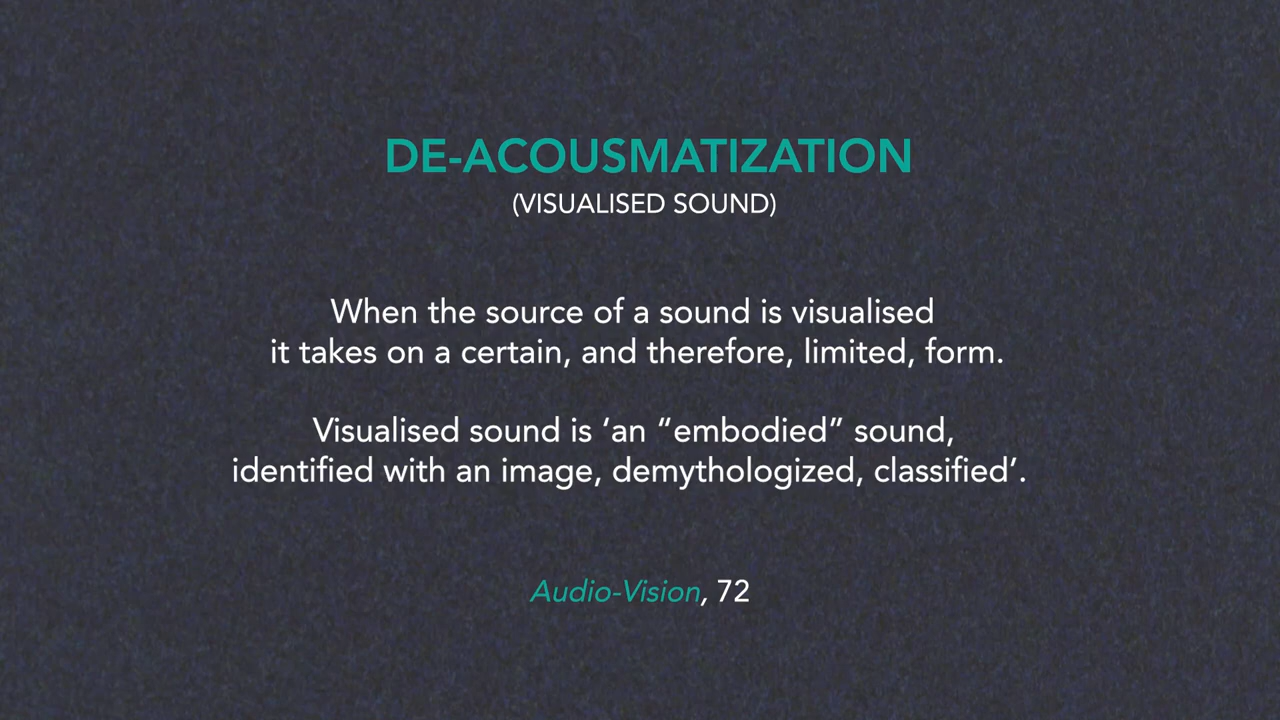 DE-ACOUSMATIZATION
(VISUALISED SOUND)
When the source of a sound is visualised
it takes on a certain, and therefore, limited, form.
Visualised sound is ‘an “embodied” sound,
identified with an image, demythologized, classified’.
Audio-Vision, 72